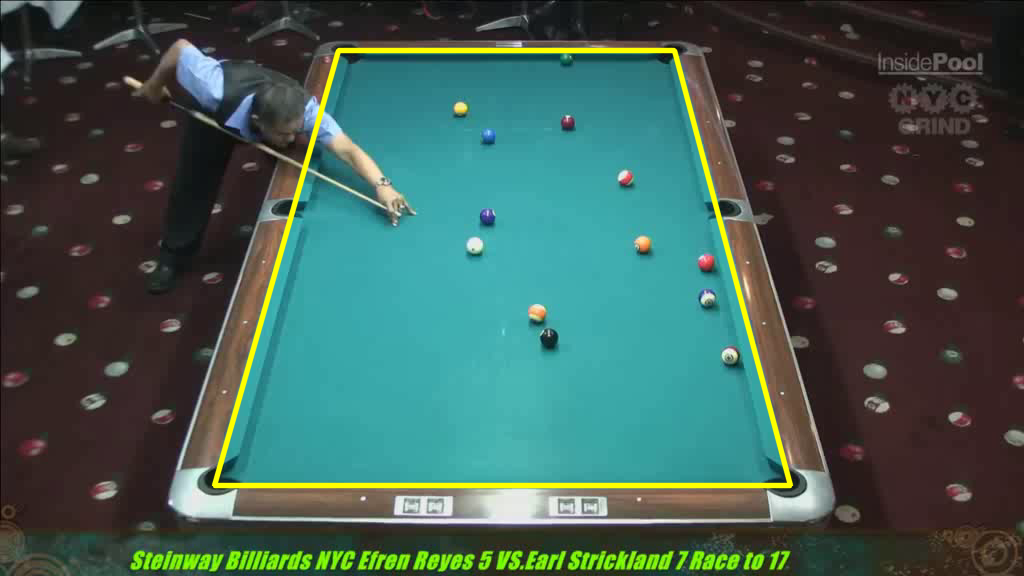 InsidePool
NYC
GRIND
Steinway Billiards NYC Efren Reyes 5 VS.Earl Strickland 7 Race to 17